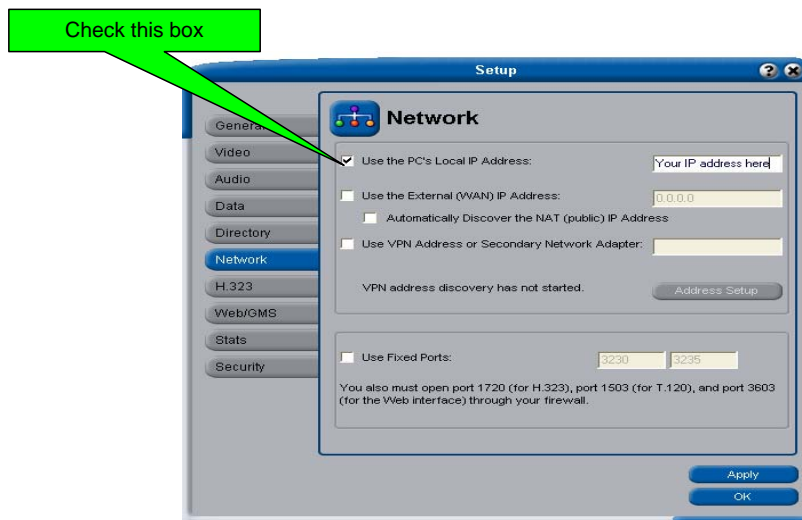 Check this box
Setup
Network
General
Video
Audio
Data
Directory
Network
H.323
Web/GMS
Stats
Security
Use the PC's Local IP Address:
Your IP address here
Use the External (WAN) IP Address:
0.0.0.0
Automatically Discover the NAT (public) IP Address
Use VPN Address or Secondary Network Adapter:
VPN address discovery has not started.
Address Setup
Use Fixed Ports:
3230
3235
You also must open port 1720 (for H.323), port 1503 (for T.120), and port 3603
(for the Web interface) through your firewall.
Apply
OK